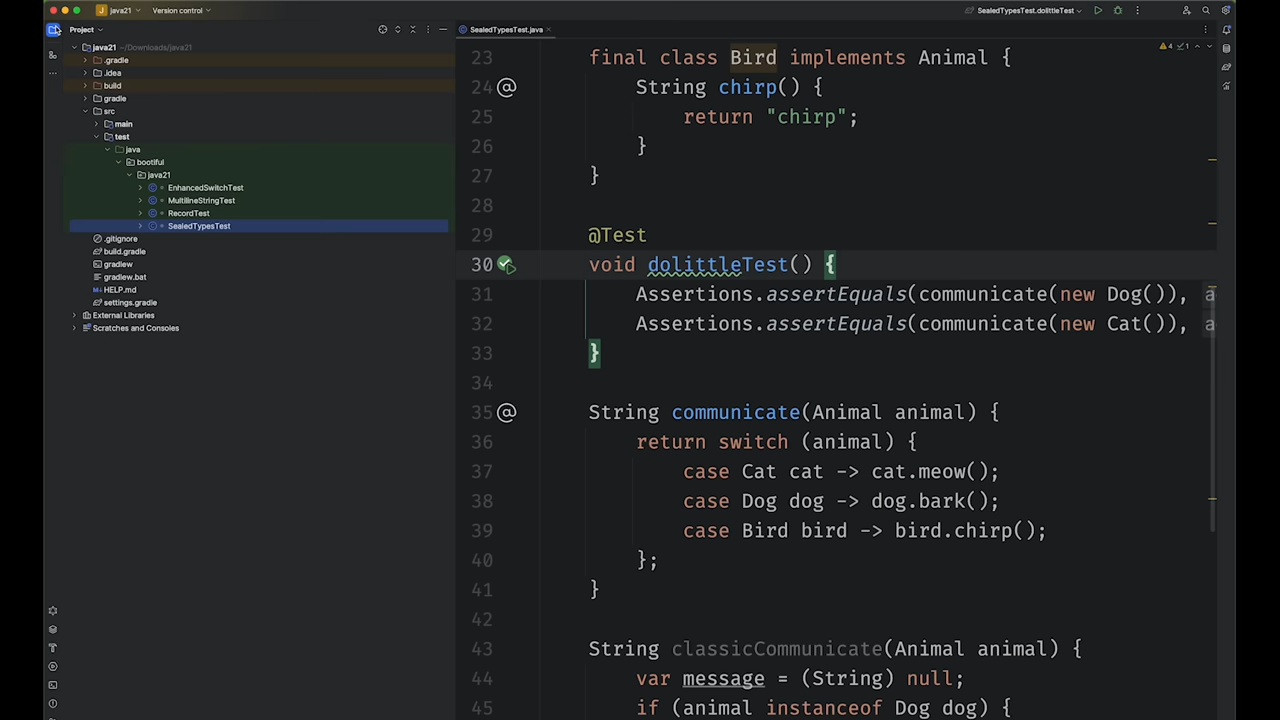 java21
Version control
SealedTypesTest.dolittleTest
Project
SealedTypesTest.java
java21 ~/Downloads/java21
.gradle
.idea
build
gradle
src
main
test
java
bootiful
java21
EnhancedSwitchTest
MultilineStringTest
RecordTest
SealedTypesTest
.gitignore
build.gradle
gradlew
gradlew.bat
HELP.md
settings.gradle
External Libraries
Scratches and Consoles
4 1
23 final class Bird implements Animal {
24 @ String chirp() {
25 return "chirp";
26 }
27 }
28
29 @Test
30 void dolittleTest() {
31 Assertions.assertEquals(communicate(new Dog()), a
32 Assertions.assertEquals(communicate(new Cat()), a
33 }
34
35 @ String communicate(Animal animal) {
36 return switch (animal) {
37 case Cat cat -> cat.meow();
38 case Dog dog -> dog.bark();
39 case Bird bird -> bird.chirp();
40 };
41 }
42
43 String classicCommunicate(Animal animal) {
44 var message = (String) null;
45 if (animal instanceof Dog dog) {